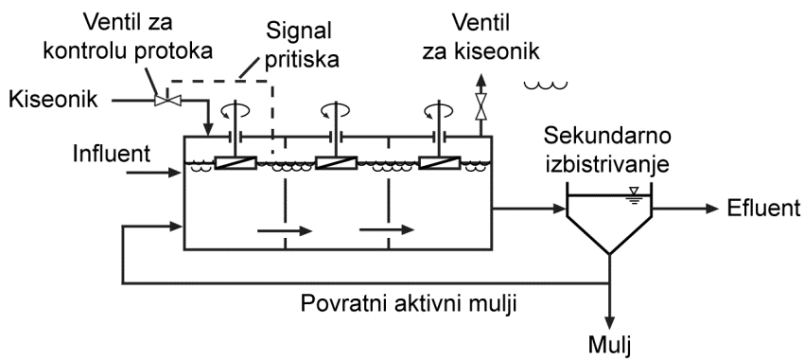 Ventil za
kontrolu protoka
Signal
pritiska
Ventil
za kiseonik
Kiseonik
Influent
Sekundarno
izbistrivanje
Efluent
Povratni aktivni mulji
Mulj